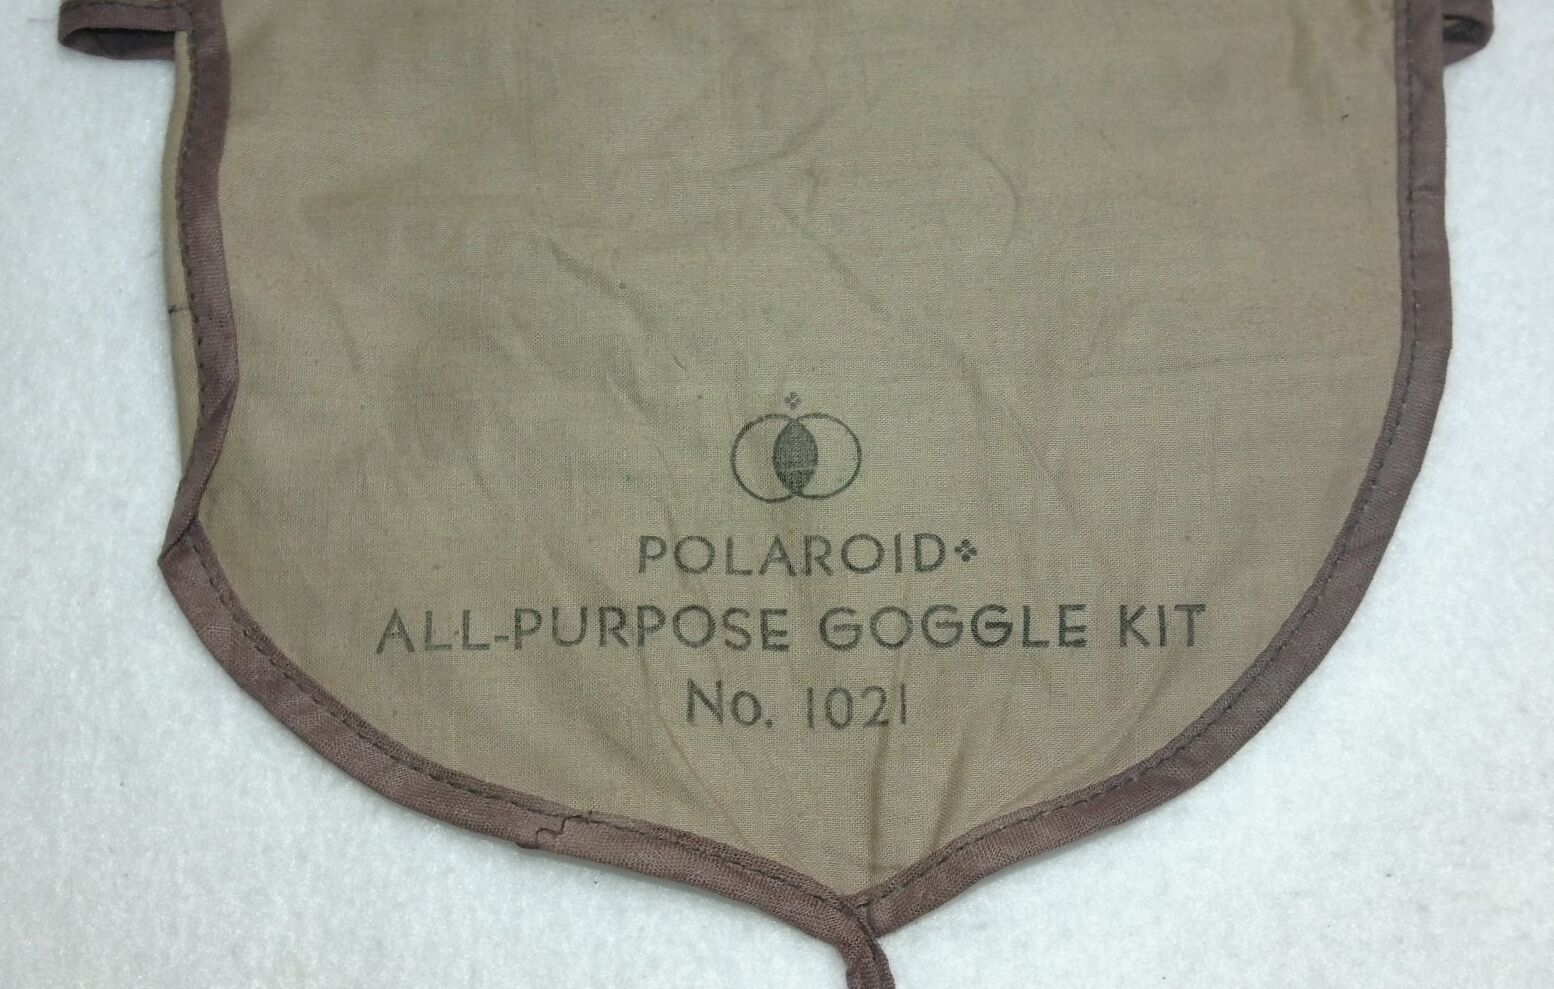 POLAROID❖
ALL-PURPOSE GOGGLE KIT
No. 1021